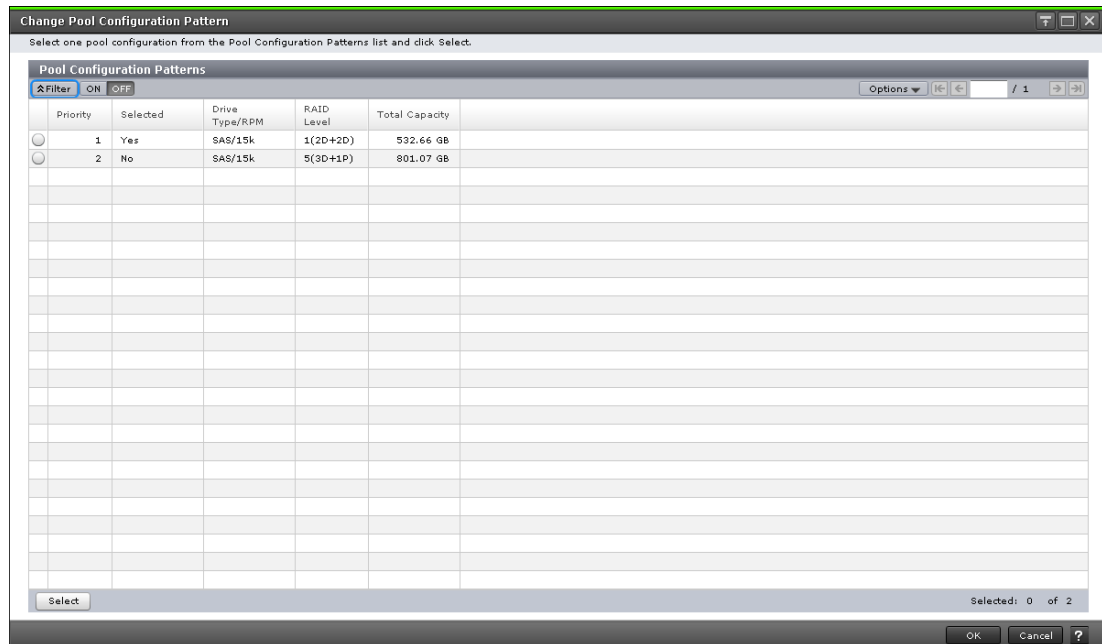 Change Pool Configuration Pattern
Select one pool configuration from the Pool Configuration Patterns list and click Select.
Pool Configuration Patterns
Filter ON OFF Options / 1
Priority Selected Drive Type/RPM RAID Level Total Capacity
1 Yes SAS/15k 1(2D+2D) 532.66 GB
2 No SAS/15k 5(3D+1P) 801.07 GB
Select Selected: 0 of 2
OK Cancel ?